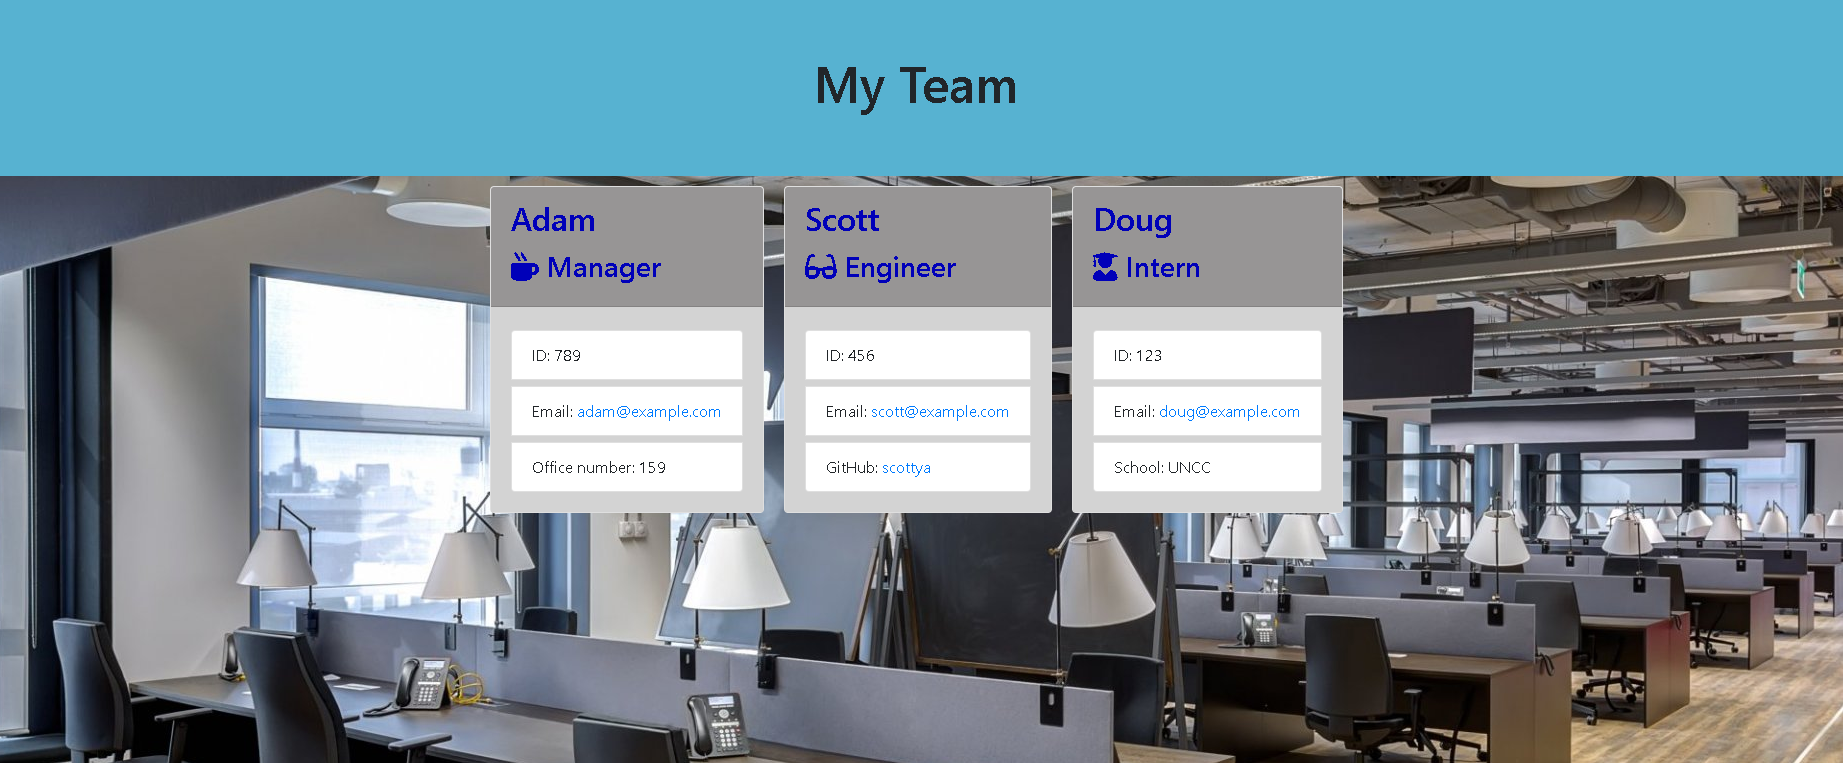 My Team
Adam
Manager
ID: 789
Email: adam@example.com
Office number: 159
Scott
Engineer
ID: 456
Email: scott@example.com
GitHub: scottya
Doug
Intern
ID: 123
Email: doug@example.com
School: UNCC